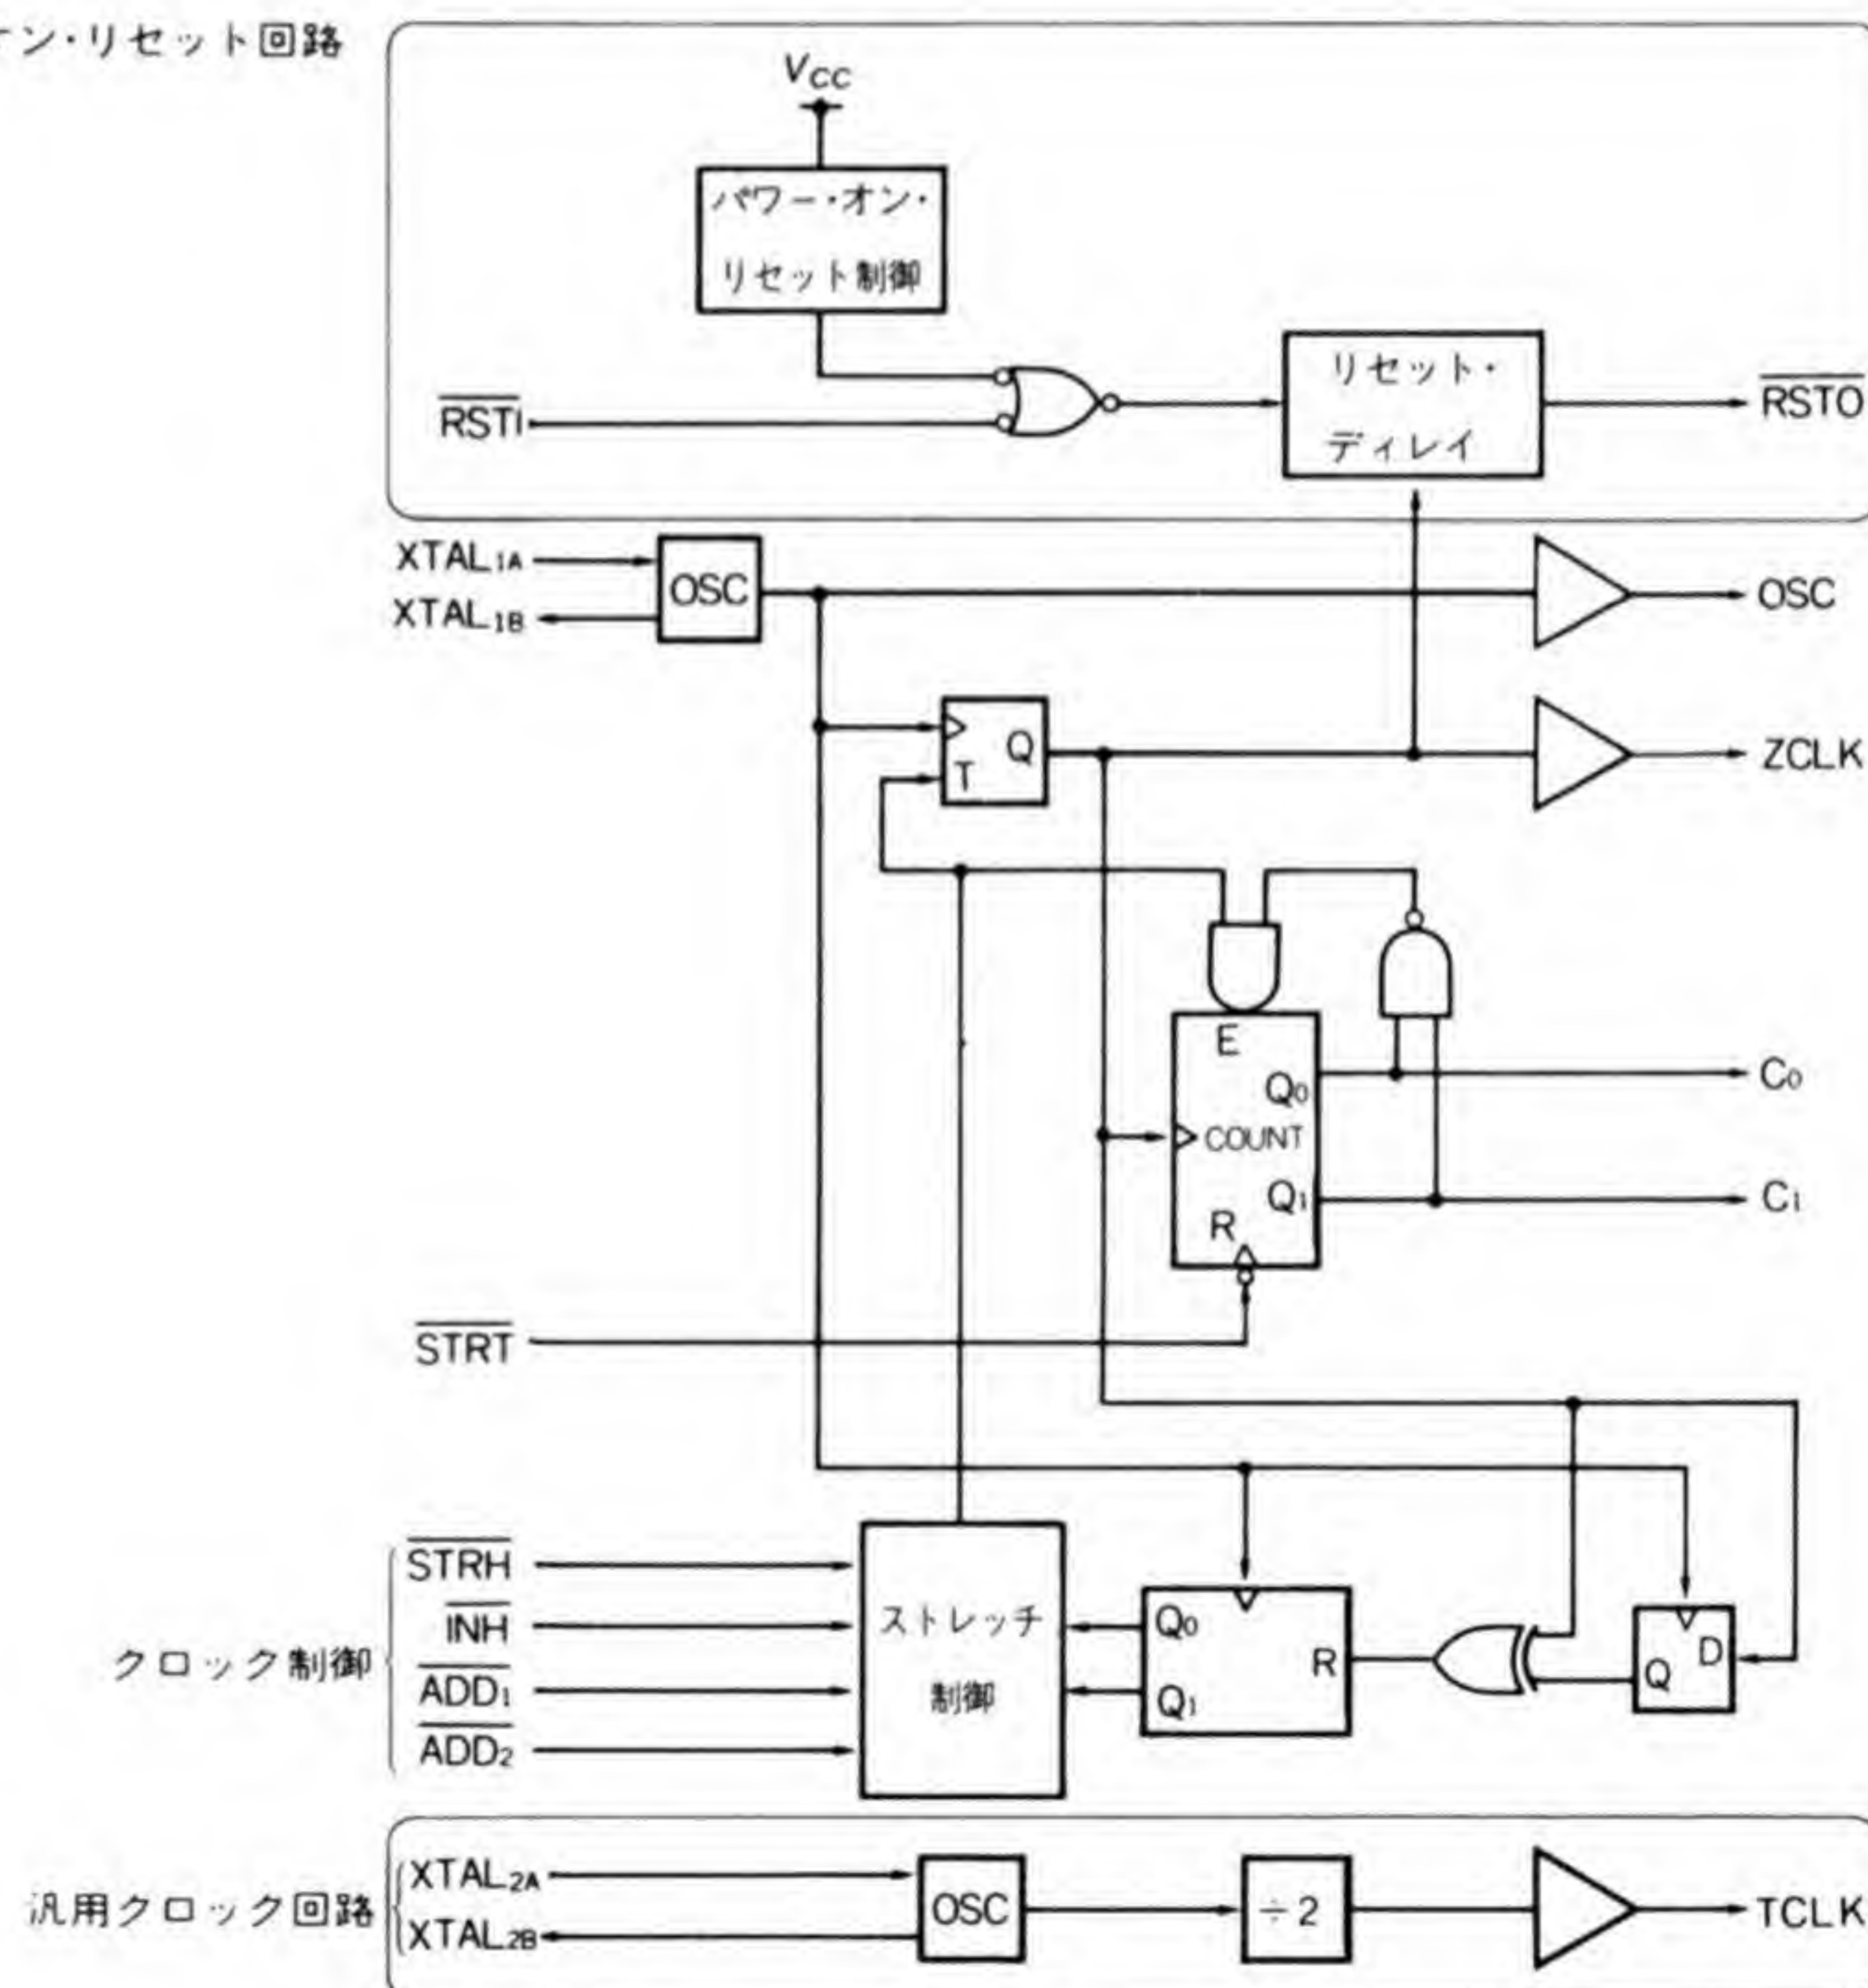 ン・リセット回路
VCC
パワー・オン・
リセット制御
RSTI
リセット・
ディレイ
RSTO
XTAL1A
XTAL1B
OSC
OSC
Q
T
ZCLK
E
Q0
COUNT
Q1
R
C0
C1
STRT
クロック制御
STRH
INH
ADD1
ADD2
ストレッチ
制御
Q0
Q1
R
Q
D
汎用クロック回路
XTAL2A
XTAL2B
OSC
÷2
TCLK